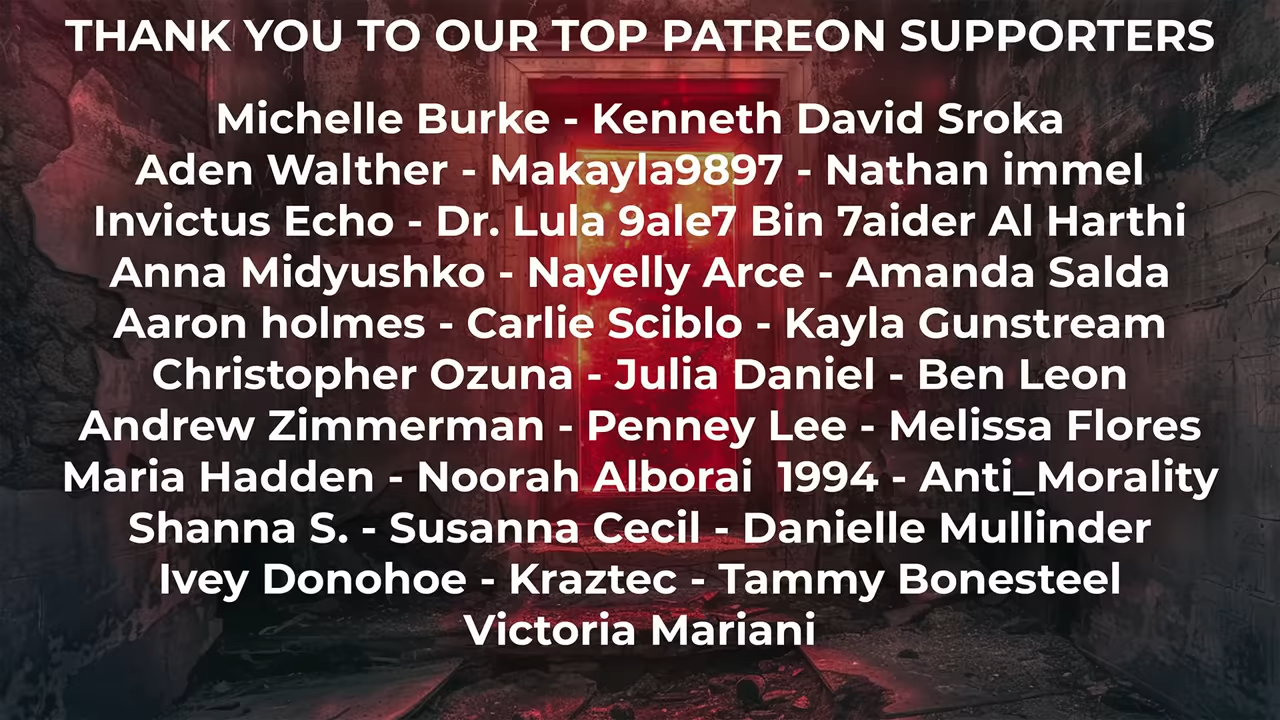 THANK YOU TO OUR TOP PATREON SUPPORTERS
Michelle Burke - Kenneth David Sroka
Aden Walther - Makayla9897 - Nathan immel
Invictus Echo - Dr. Lula 9ale7 Bin 7aider Al Harthi
Anna Midyushko - Nayelly Arce - Amanda Salda
Aaron holmes - Carlie Sciblo - Kayla Gunstream
Christopher Ozuna - Julia Daniel - Ben Leon
Andrew Zimmerman - Penney Lee - Melissa Flores
Maria Hadden - Noorah Alborai  1994 - Anti_Morality
Shanna S. - Susanna Cecil - Danielle Mullinder
Ivey Donohoe - Kraztec - Tammy Bonesteel
Victoria Mariani